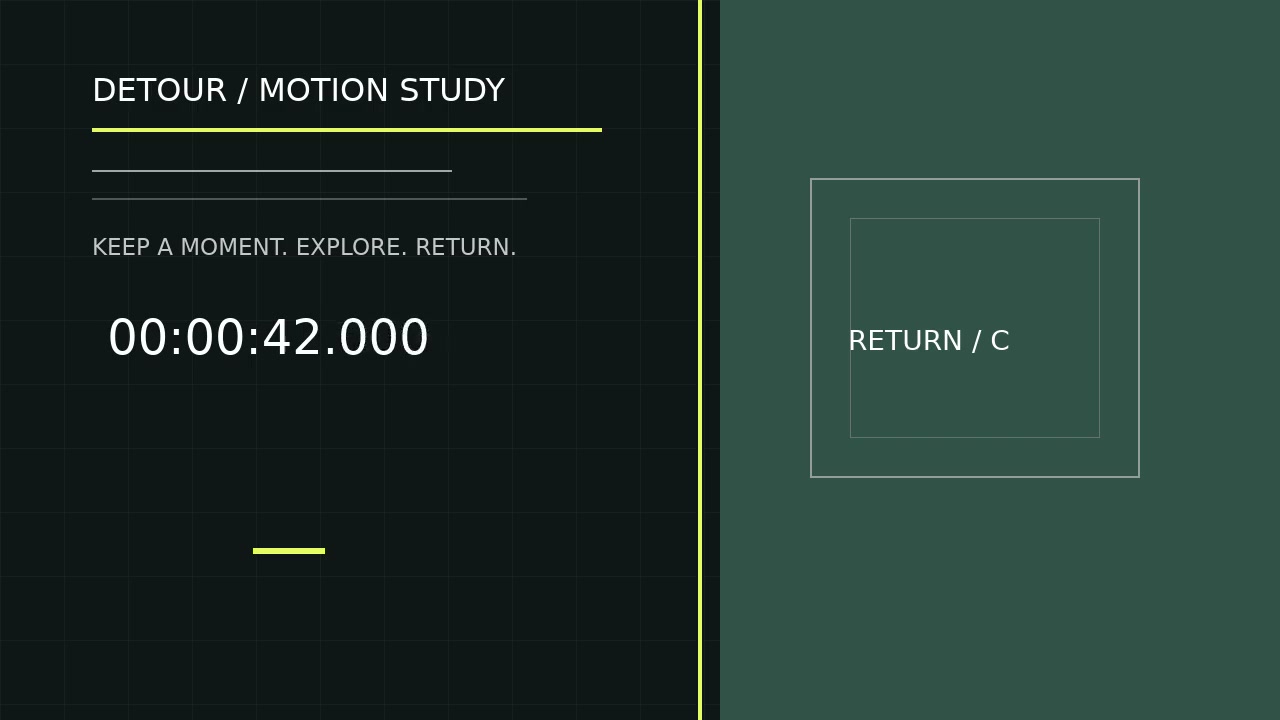 DETOUR / MOTION STUDY
KEEP A MOMENT. EXPLORE. RETURN.
00:00:42.000
RETURN / C